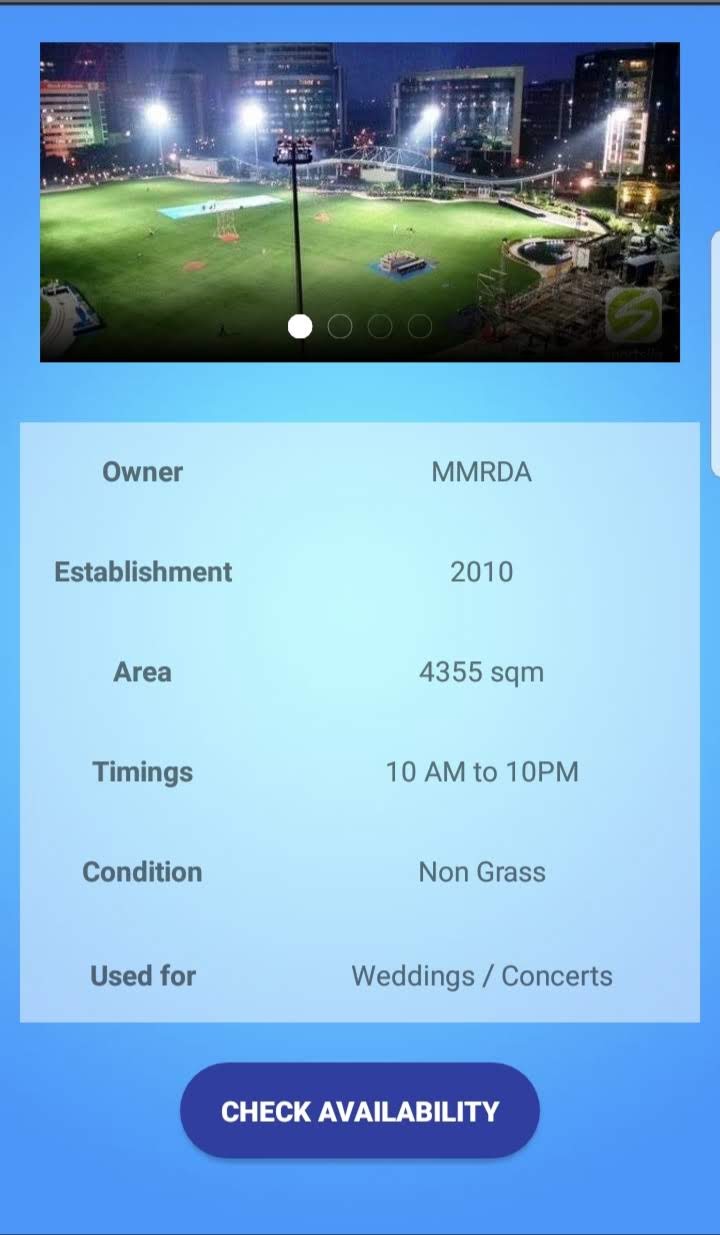 Owner MMRDA
Establishment 2010
Area 4355 sqm
Timings 10 AM to 10PM
Condition Non Grass
Used for Weddings / Concerts
CHECK AVAILABILITY